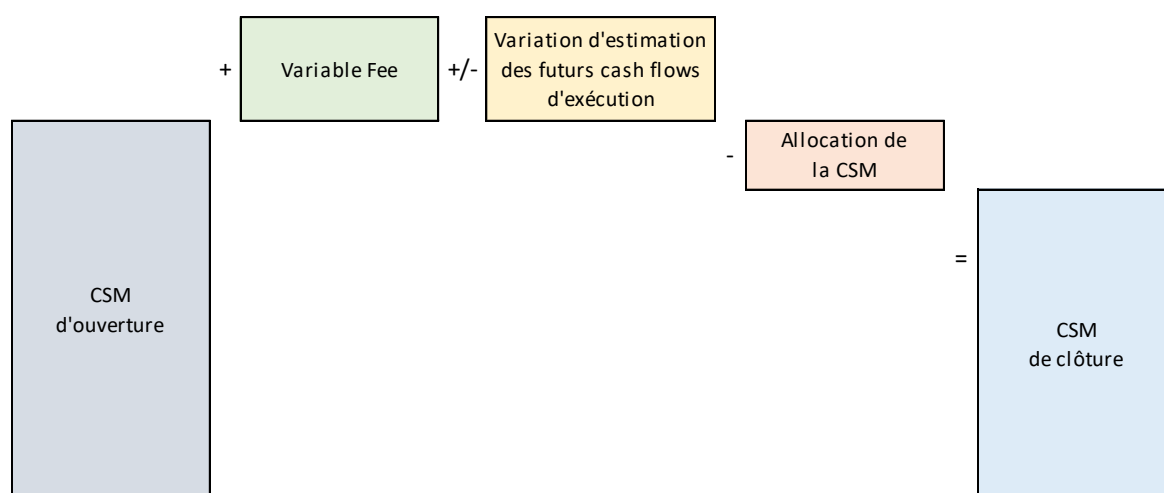 CSM
d'ouverture
+
Variable Fee
+/-
Variation d'estimation
des futurs cash flows
d'exécution
-
Allocation de
la CSM
=
CSM
de clôture